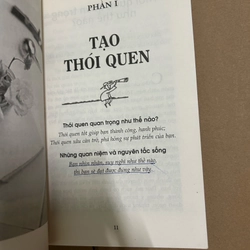 PHẦN I
TẠO
THÓI QUEN
Thói quen quan trọng như thế nào?
Thói quen tốt giúp bạn thành công, hạnh phúc;
Thói quen xấu cản trở, phá hỏng sự phát triển của bạn.
Những quan niệm và nguyên tắc sống
Bạn nhìn nhận, suy nghĩ như thế nào,
thì bạn sẽ đạt được đúng như vậy.
11